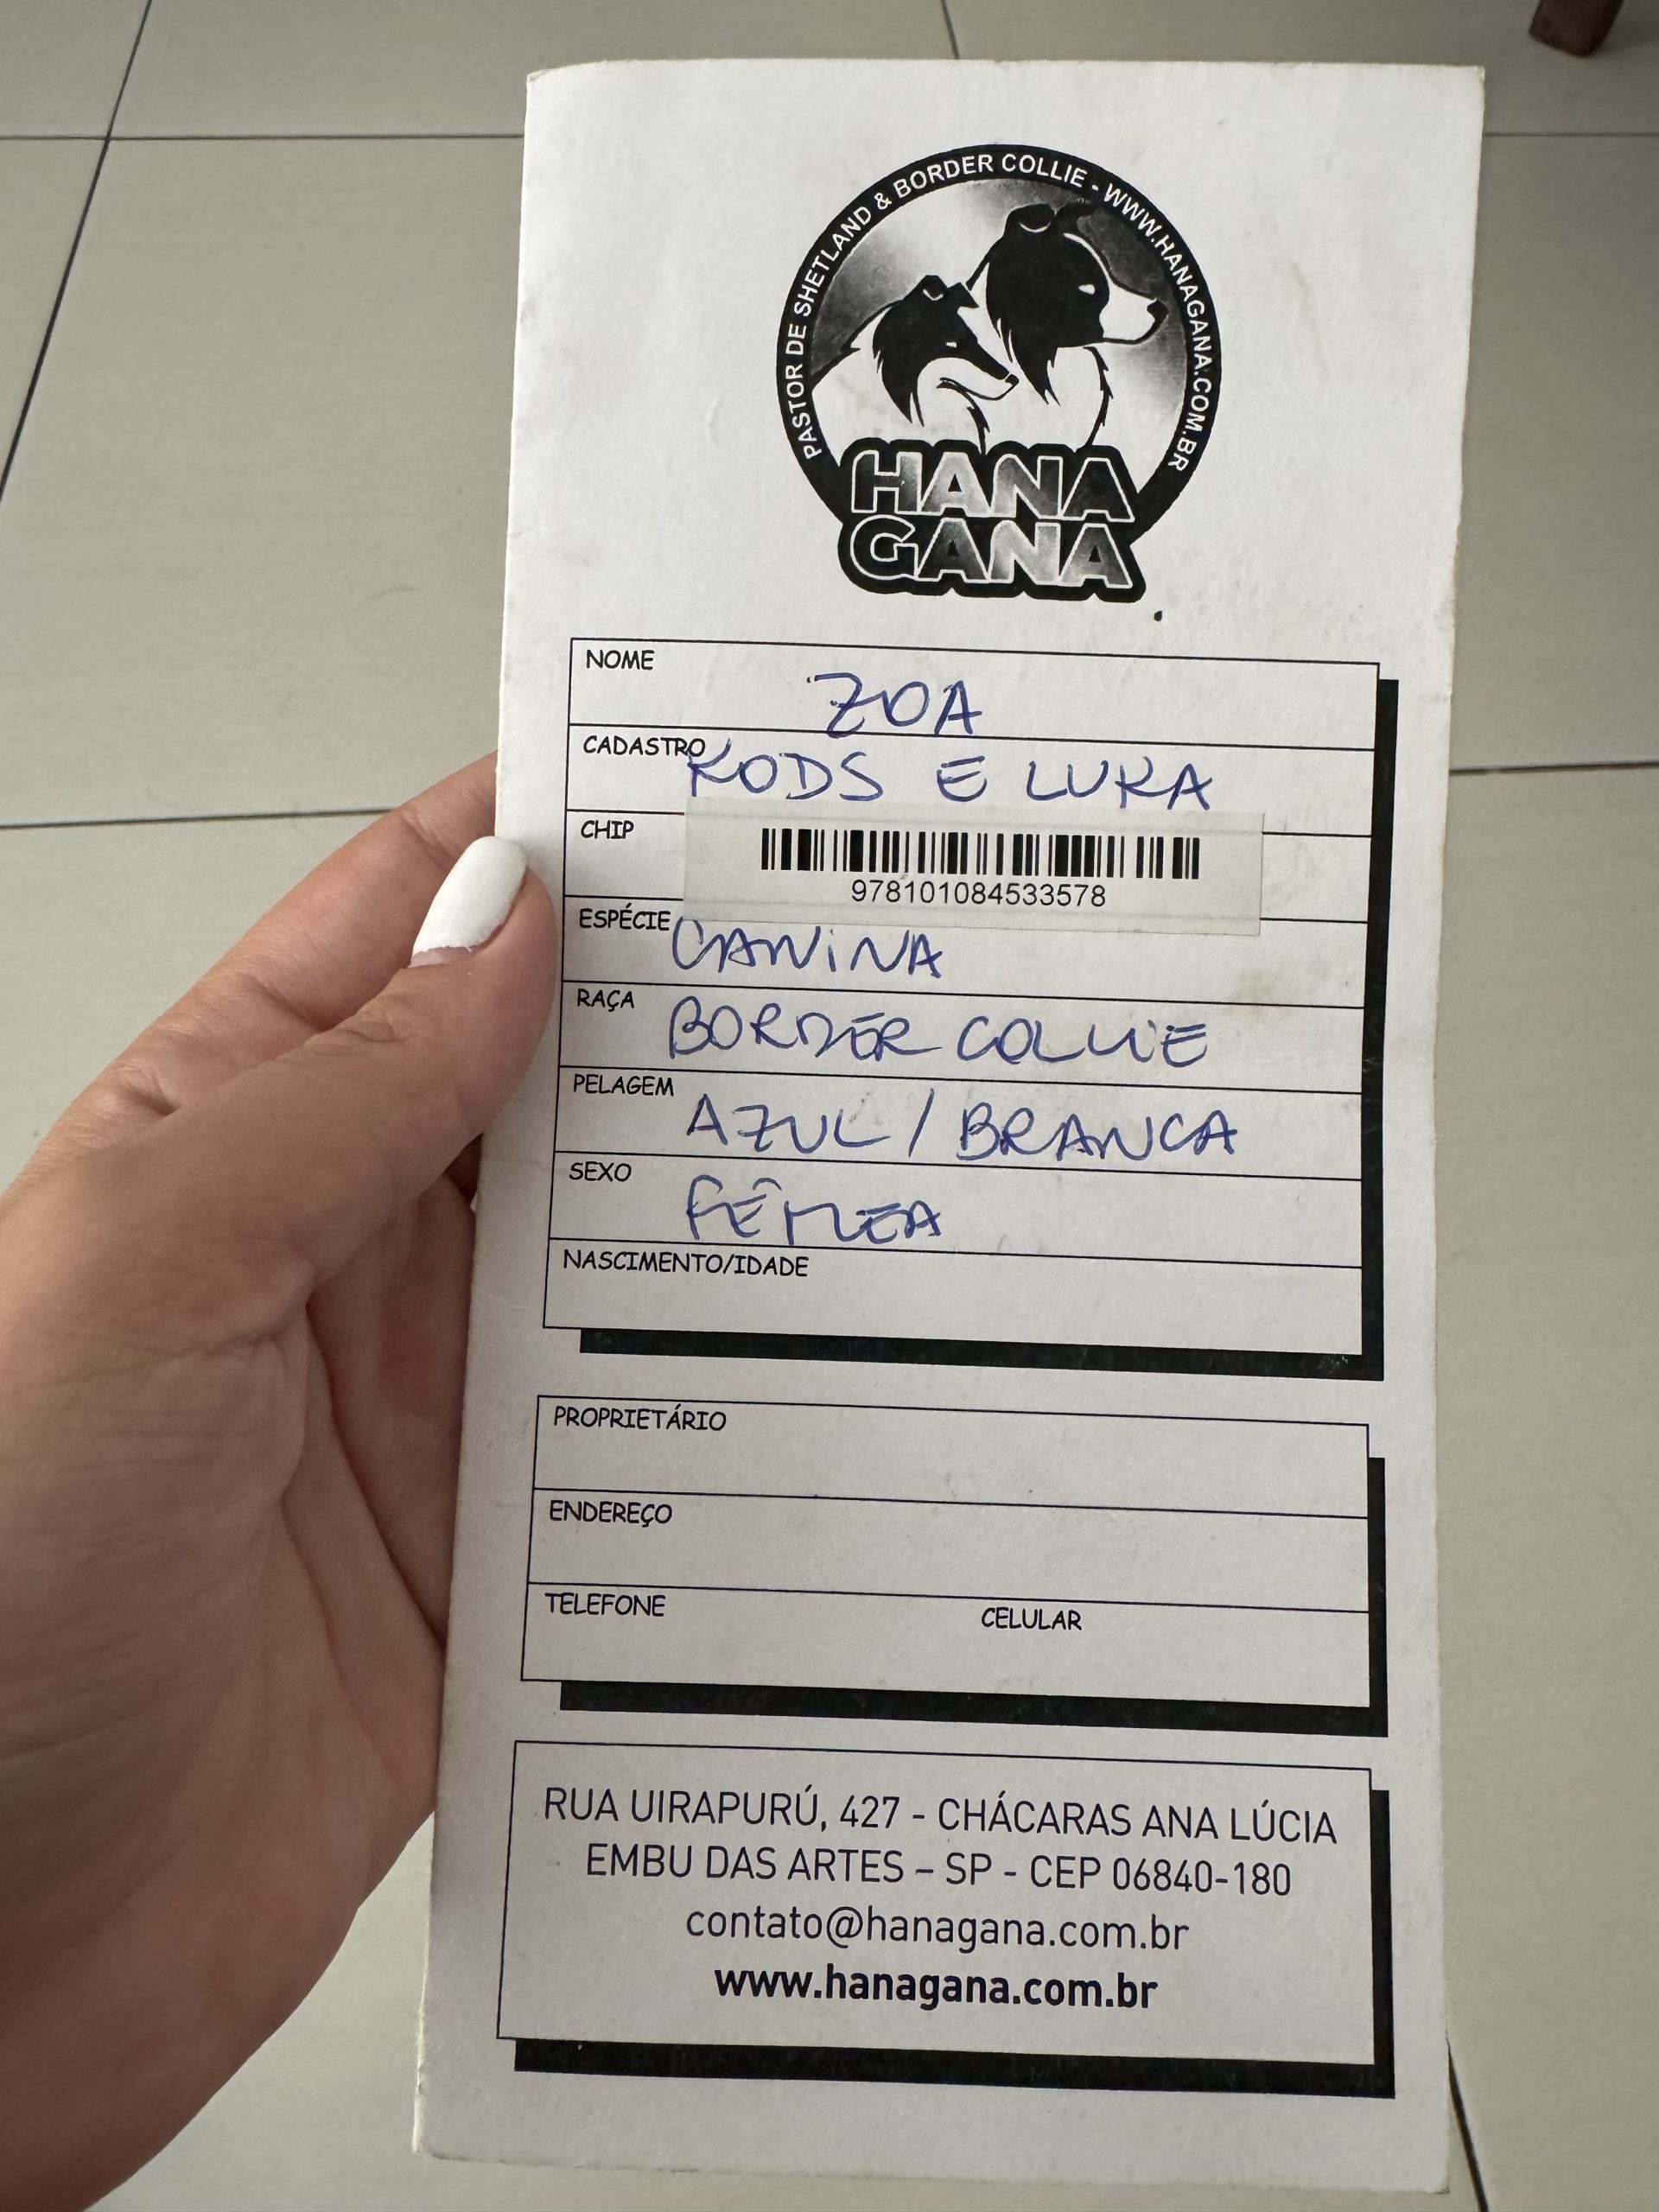 PASTOR DE SHETLAND & BORDER COLLIE - WWW.HANAGANA.COM.BR
HANA
GANA
NOME
ZOA
CADASTRO
KODS E LUKA
CHIP
978101084533578
ESPÉCIE
CANINA
RAÇA
BORDER COLLIE
PELAGEM
AZUL / BRANCA
SEXO
FÊMEA
NASCIMENTO/IDADE
PROPRIETÁRIO
ENDEREÇO
TELEFONE CELULAR
RUA UIRAPURÚ, 427 - CHÁCARAS ANA LÚCIA
EMBU DAS ARTES – SP - CEP 06840-180
contato@hanagana.com.br
www.hanagana.com.br